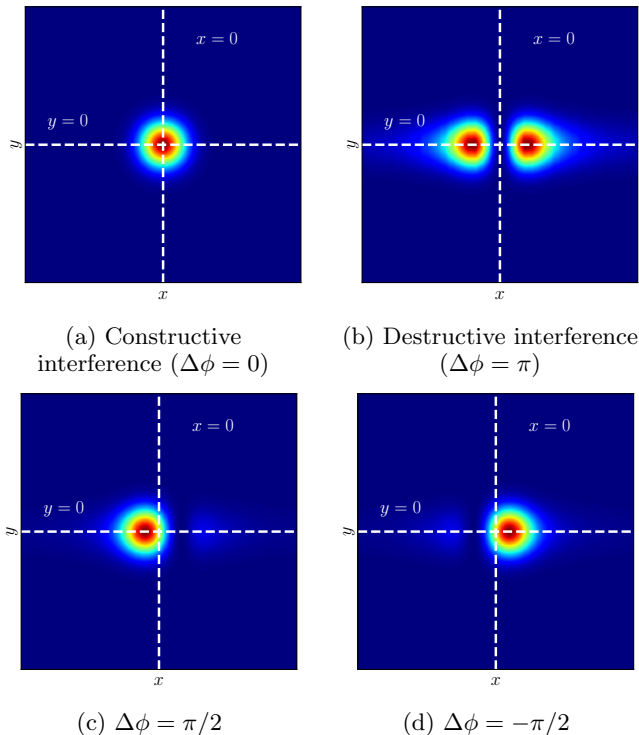 x = 0
x = 0
y = 0
y = 0
y
y
x
x
(a) Constructive
interference (Δϕ = 0)
(b) Destructive interference
(Δϕ = π)
x = 0
x = 0
y = 0
y = 0
y
y
x
x
(c) Δϕ = π/2
(d) Δϕ = −π/2